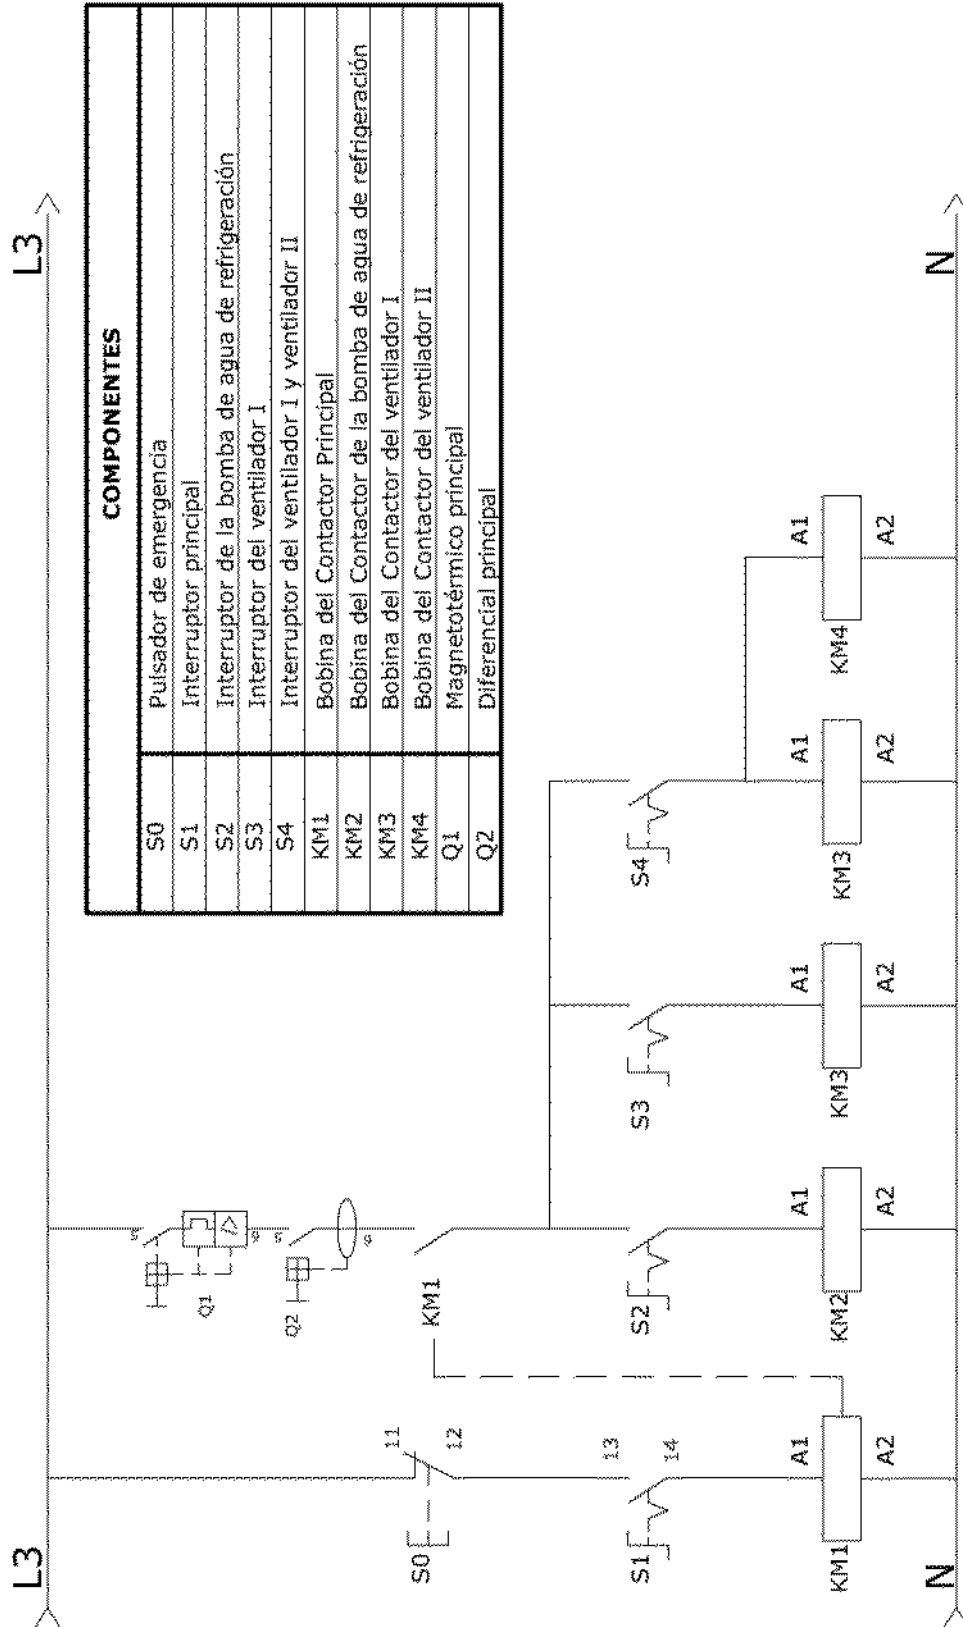 L3
L3
COMPONENTES
S0 Pulsador de emergencia
S1 Interruptor principal
S2 Interruptor de la bomba de agua de refrigeración
S3 Interruptor del ventilador I
S4 Interruptor del ventilador I y ventilador II
KM1 Bobina del Contactor Principal
KM2 Bobina del Contactor de la bomba de agua de refrigeración
KM3 Bobina del Contactor del ventilador I
KM4 Bobina del Contactor del ventilador II
Q1 Magnetotérmico principal
Q2 Diferencial principal
5
Q1
6
5
Q2
6
S0
11
12
KM1
S1
13
14
S2
S3
S4
KM1
A1
A2
KM2
A1
A2
KM3
A1
A2
KM3
A1
A2
KM4
A1
A2
N
N